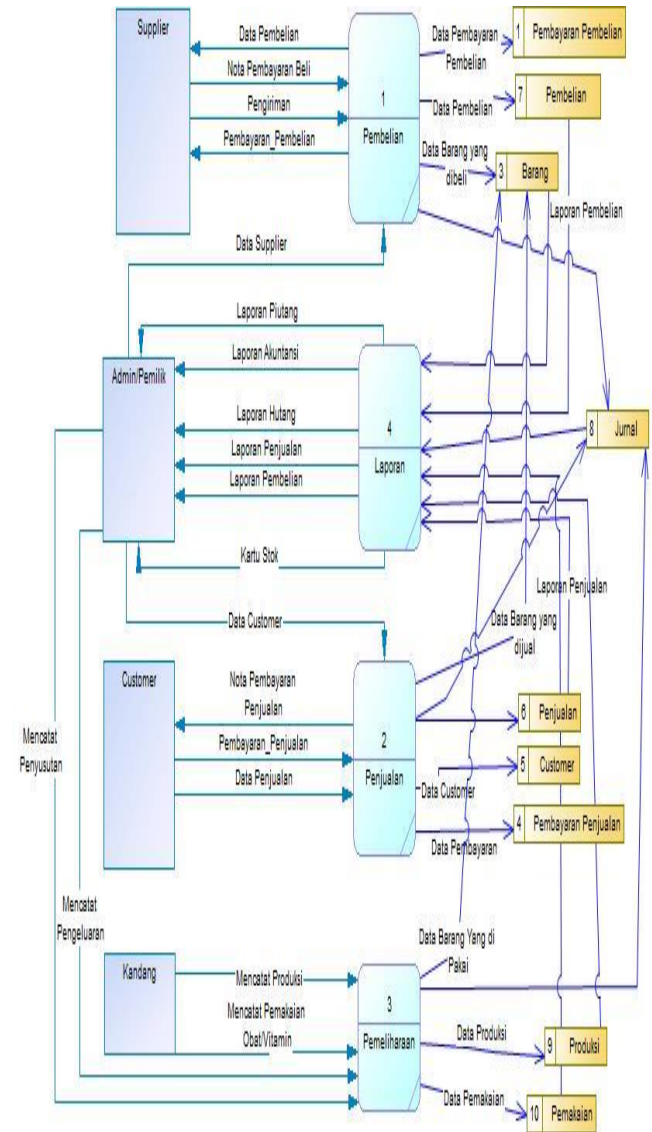 Supplier
Data Pembelian
Nota Pembayaran Beli
Pengiriman
Pembayaran_Pembelian
1
Pembelian
Data Pembayaran
Pembelian
1 Pembayaran Pembelian
Data Pembelian
7 Pembelian
Data Barang yang
dibeli
3 Barang
Laporan Pembelian
Data Supplier
Laporan Piutang
Laporan Akuntansi
Admin/Pemilik
Laporan Hutang
Laporan Penjualan
Laporan Pembelian
4
Laporan
8 Jurnal
Kartu Stok
Laporan Penjualan
Data Barang yang
dijual
Data Customer
Customer
Nota Pembayaran
Penjualan
Pembayaran_Penjualan
Data Penjualan
2
Penjualan
6 Penjualan
5 Customer
Data Customer
4 Pembayaran Penjualan
Data Pembayaran
Mencatat
Penyusutan
Mencatat
Pengeluaran
Data Barang Yang di
Pakai
Kandang
Mencatat Produksi
Mencatat Pemakaian
Obat/Vitamin
3
Pemeliharaan
Data Produksi
9 Produksi
Data Pemakaian
10 Pemakaian